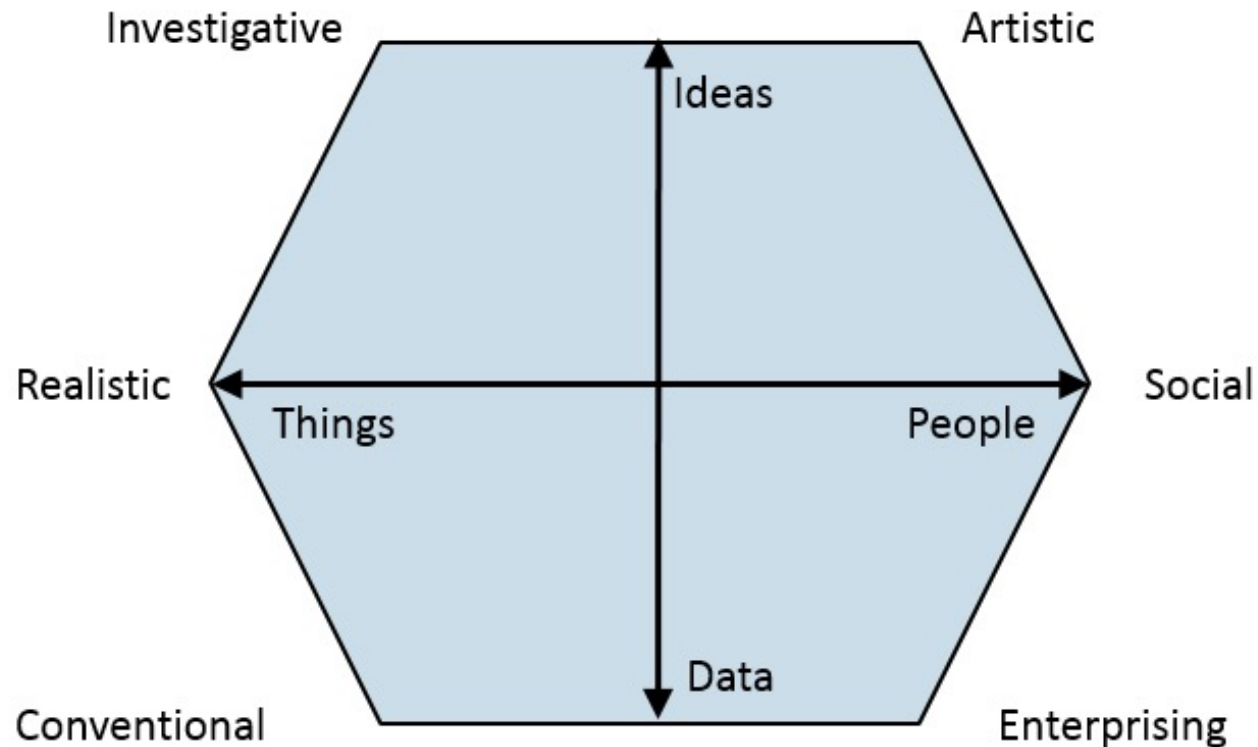 Investigative
Artistic
Ideas
Realistic
Social
Things
People
Data
Conventional
Enterprising